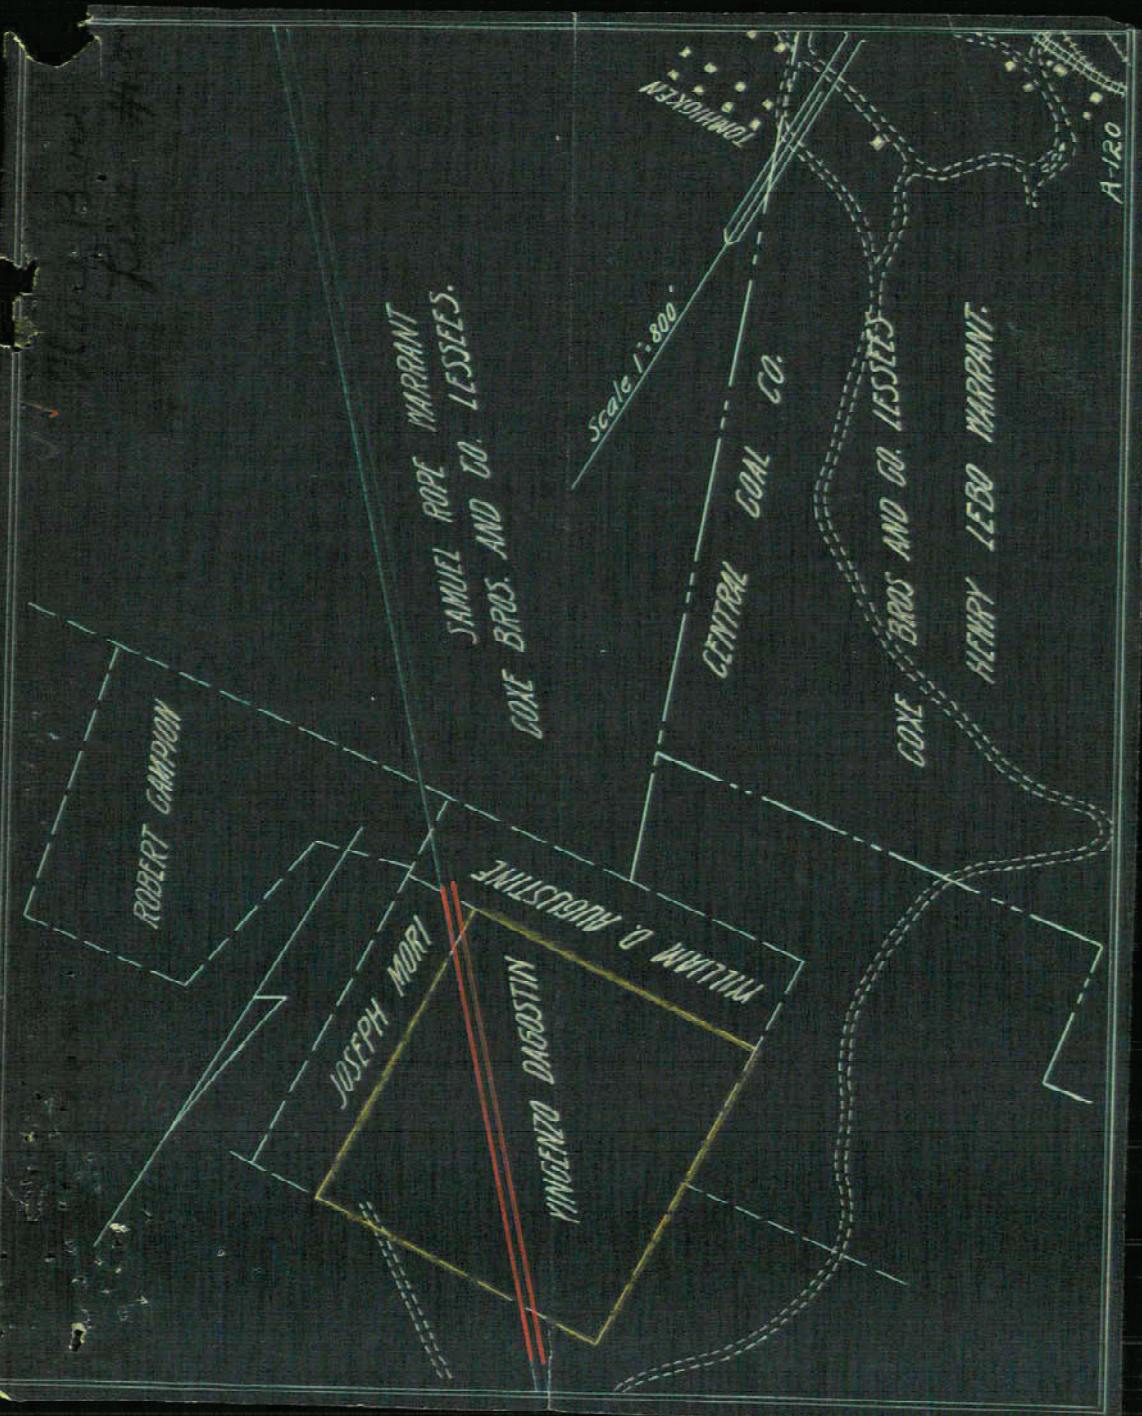 TOMHICKEN
A-120
Scale 1"=800'
SAMUEL ROPE WARRANT
COXE BROS. AND CO. LESSEES.
CENTRAL COAL CO.
COXE BROS AND CO. LESSEES
HENRY LEBO WARRANT.
ROBERT CAMPION
JOSEPH MORI
WILLIAM D. AUGUSTINE
VINCENZO DAGOSTIN